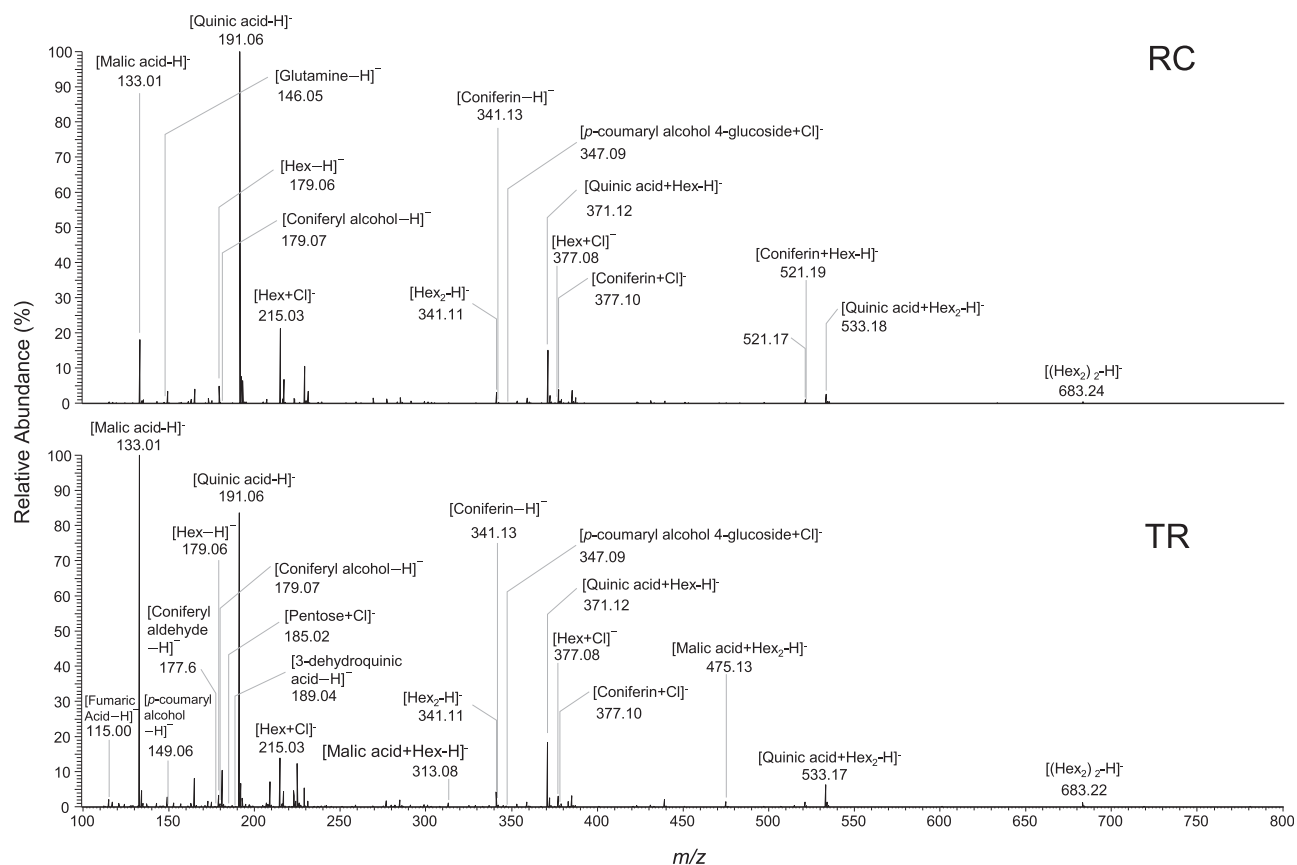 RC
[Quinic acid-H]-
191.06
[Malic acid-H]-
133.01
[Glutamine–H]–
146.05
[Hex–H]–
179.06
[Coniferyl alcohol–H]–
179.07
[Hex+Cl]-
215.03
[Coniferin–H]–
341.13
[p-coumaryl alcohol 4-glucoside+Cl]-
347.09
[Quinic acid+Hex-H]-
371.12
[Hex+Cl]–
377.08
[Coniferin+Cl]-
377.10
[Hex2-H]-
341.11
[Coniferin+Hex-H]-
521.19
521.17
[Quinic acid+Hex2-H]-
533.18
[(Hex2) 2-H]-
683.24
100
90
80
70
60
50
40
30
20
10
0
Relative Abundance (%)
TR
[Malic acid-H]-
133.01
[Quinic acid-H]-
191.06
[Hex–H]–
179.06
[Coniferyl alcohol–H]–
179.07
[Coniferyl
aldehyde
–H]–
177.6
[Pentose+Cl]-
185.02
[3-dehydroquinic
acid–H]–
189.04
[Fumaric
Acid–H]–
115.00
[p-coumaryl
alcohol
–H]–
149.06
[Hex+Cl]-
215.03
[Malic acid+Hex-H]-
313.08
[Hex2-H]-
341.11
[Coniferin–H]–
341.13
[p-coumaryl alcohol 4-glucoside+Cl]-
347.09
[Quinic acid+Hex-H]-
371.12
[Hex+Cl]–
377.08
[Coniferin+Cl]-
377.10
[Malic acid+Hex2-H]-
475.13
[Quinic acid+Hex2-H]-
533.17
[(Hex2) 2-H]-
683.22
100
90
80
70
60
50
40
30
20
10
0
100 150 200 250 300 350 400 450 500 550 600 650 700 750 800
m/z